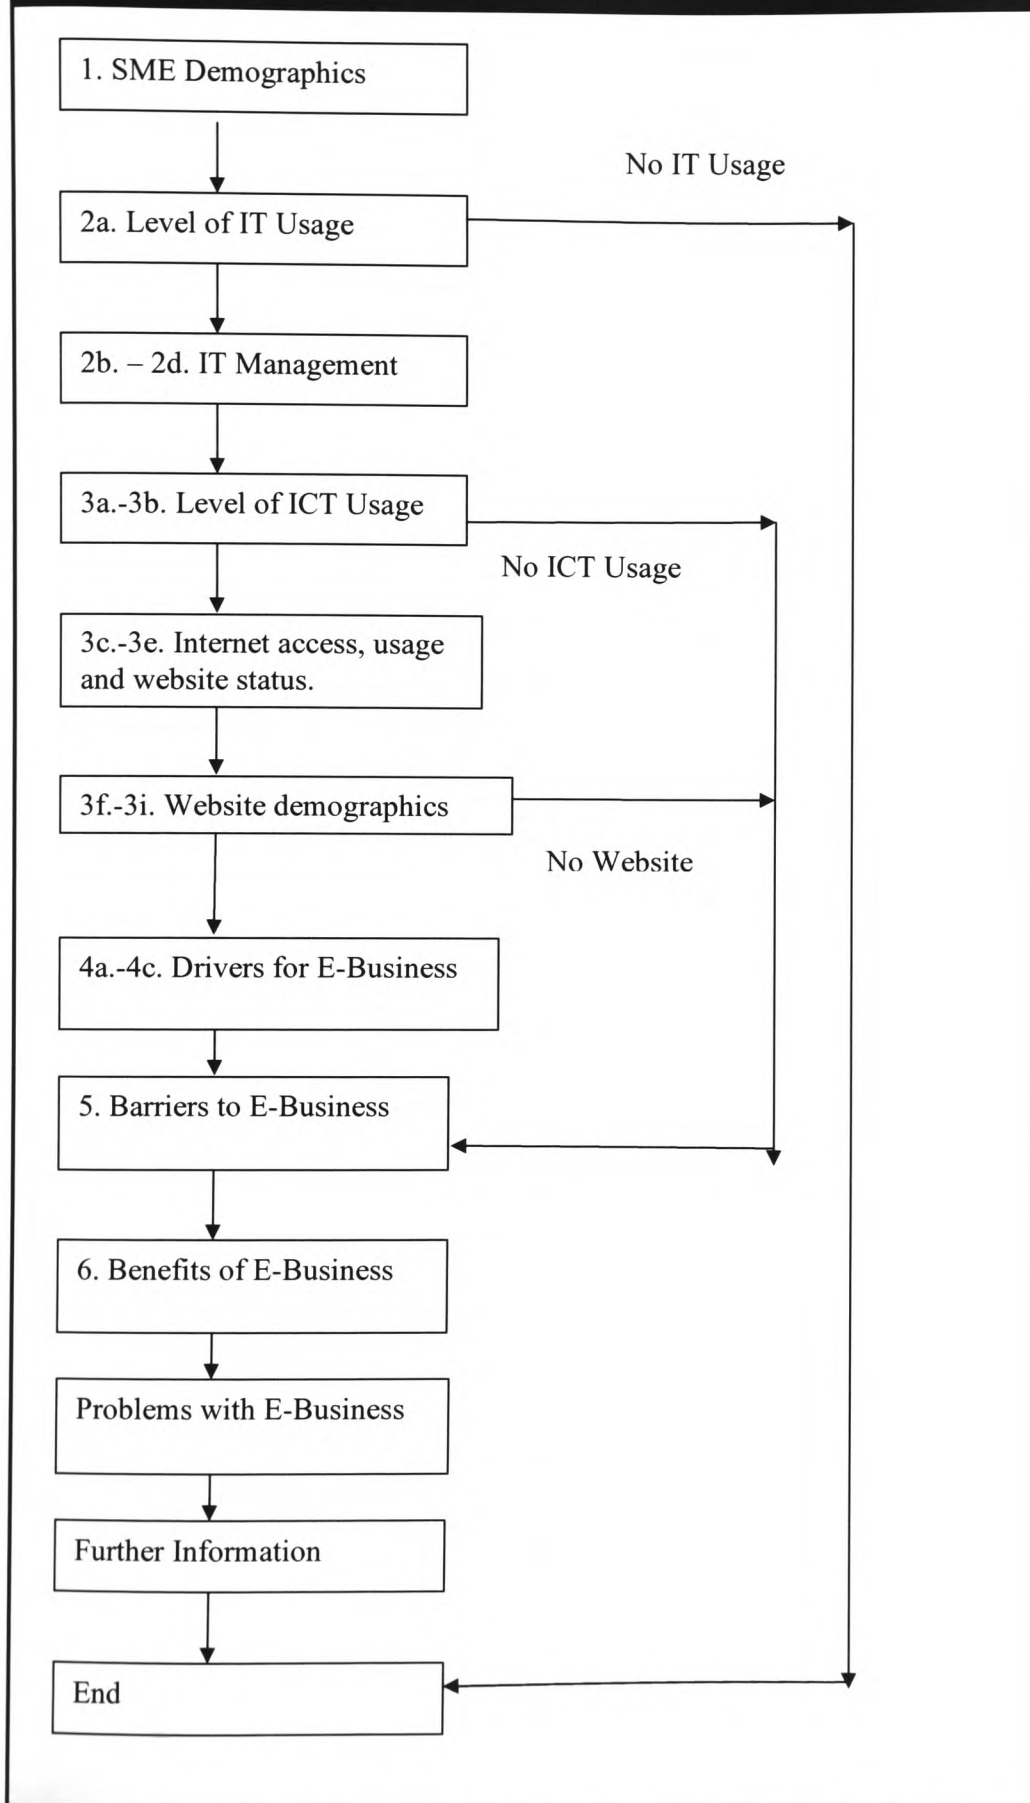 1. SME Demographics
No IT Usage
2a. Level of IT Usage
2b. – 2d. IT Management
3a.-3b. Level of ICT Usage
No ICT Usage
3c.-3e. Internet access, usage
and website status.
3f.-3i. Website demographics
No Website
4a.-4c. Drivers for E-Business
5. Barriers to E-Business
6. Benefits of E-Business
Problems with E-Business
Further Information
End